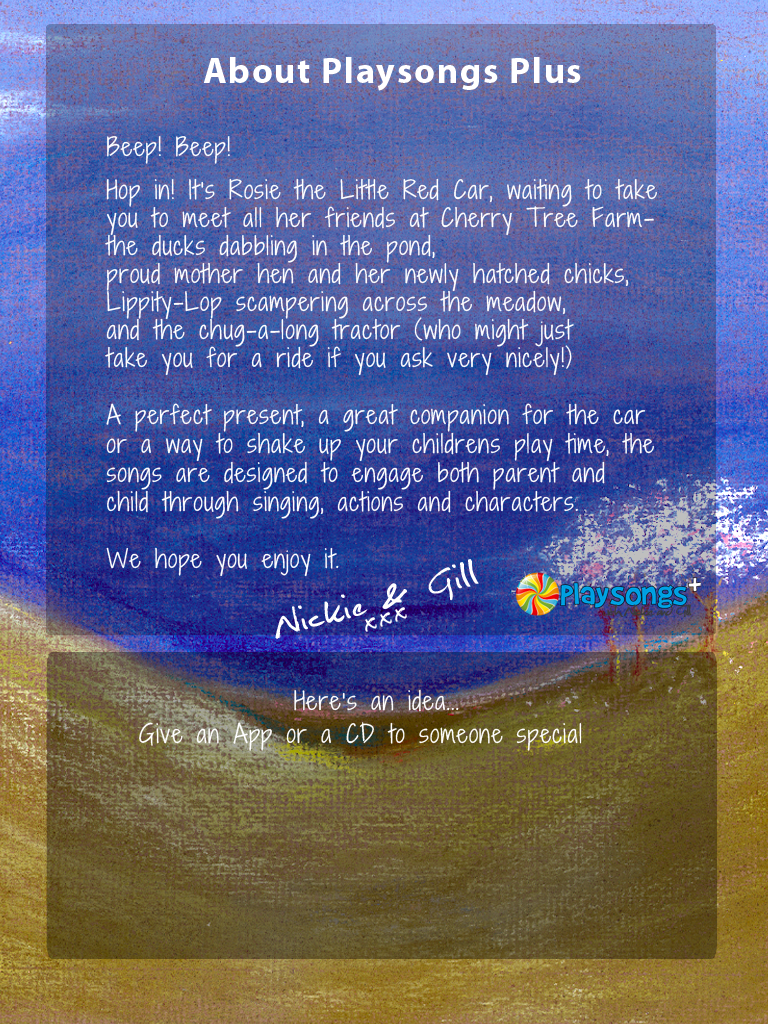 About Playsongs Plus
Beep! Beep!
Hop in! It's Rosie the Little Red Car, waiting to take
you to meet all her friends at Cherry Tree Farm-
the ducks dabbling in the pond,
proud mother hen and her newly hatched chicks,
Lippity-Lop scampering across the meadow,
and the chug-a-long tractor (who might just
take you for a ride if you ask very nicely!)
A perfect present, a great companion for the car
or a way to shake up your childrens play time, the
songs are designed to engage both parent and
child through singing, actions and characters.
We hope you enjoy it.
Nickie & Gill
xxx
Playsongs+
Here's an idea...
Give an App or a CD to someone special